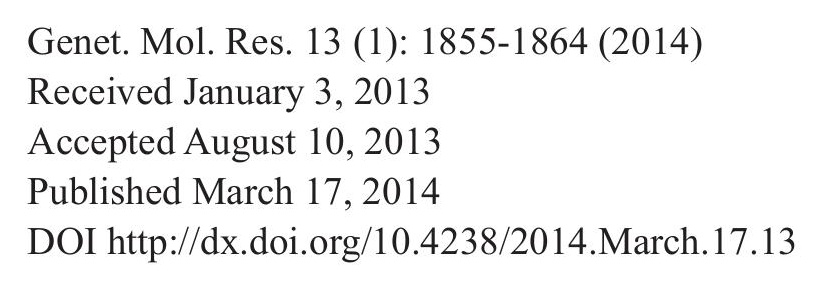 Genet. Mol. Res. 13 (1): 1855-1864 (2014)
Received January 3, 2013
Accepted August 10, 2013
Published March 17, 2014
DOI http://dx.doi.org/10.4238/2014.March.17.13